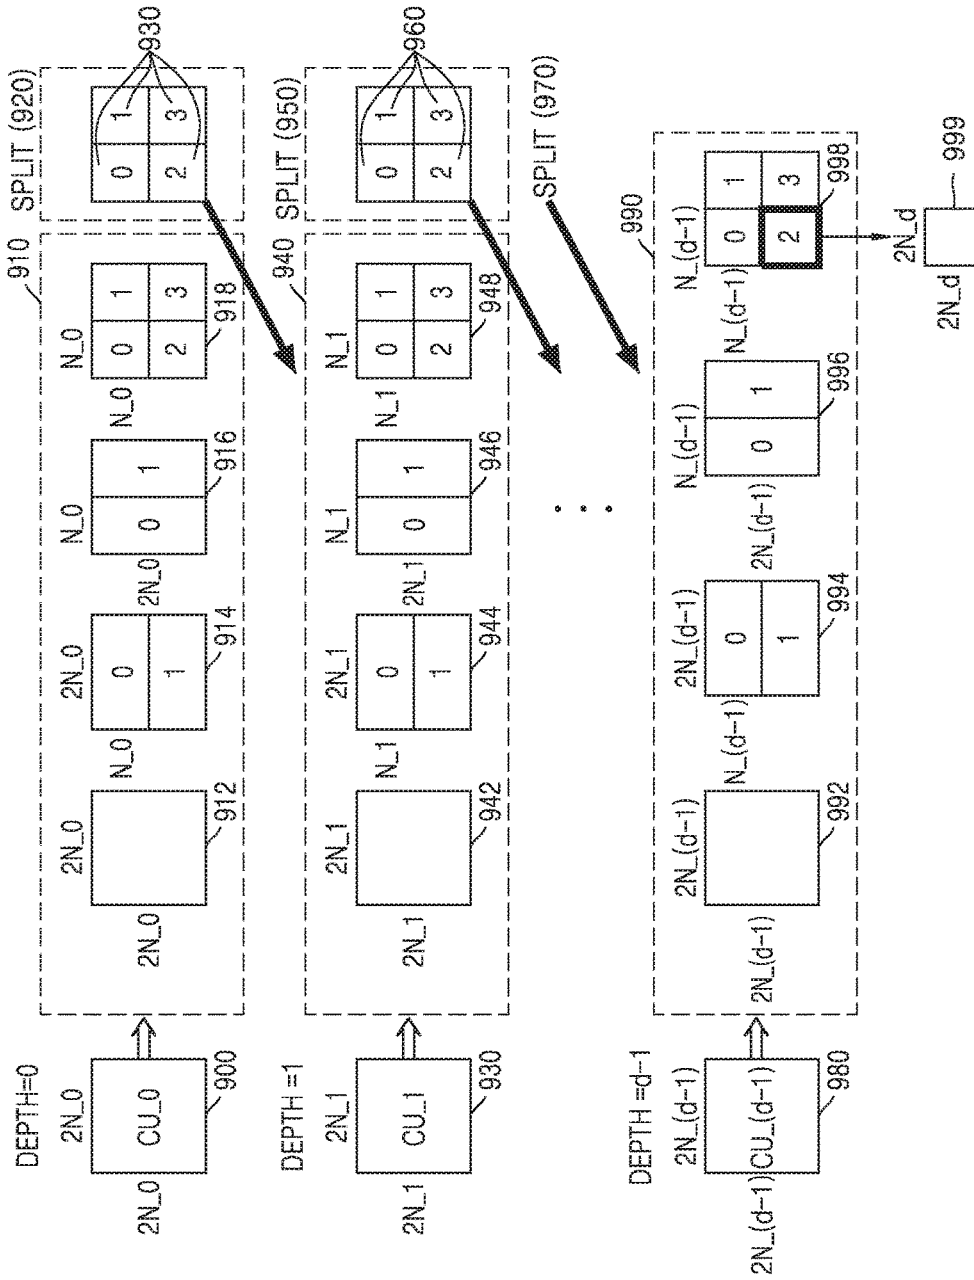 DEPTH=0
910
SPLIT (920)
2N_0
2N_0
2N_0
N_0
N_0
2N_0
CU_0
2N_0
N_0
0
1
2N_0
0 1
N_0
0 1
2 3
0 1
2 3
930
900
912
914
916
918
DEPTH =1
940
SPLIT (950)
2N_1
2N_1
2N_1
N_1
N_1
2N_1
CU_1
2N_1
N_1
0
1
2N_1
0 1
N_1
0 1
2 3
0 1
2 3
960
930
942
944
946
948
. . .
SPLIT (970)
DEPTH =d-1
990
2N_(d-1)
2N_(d-1)
2N_(d-1)
N_(d-1)
N_(d-1)
2N_(d-1)
CU_(d-1)
2N_(d-1)
N_(d-1)
0
1
2N_(d-1)
0 1
N_(d-1)
0 1
2 3
980
992
994
996
998
2N_d
2N_d
999